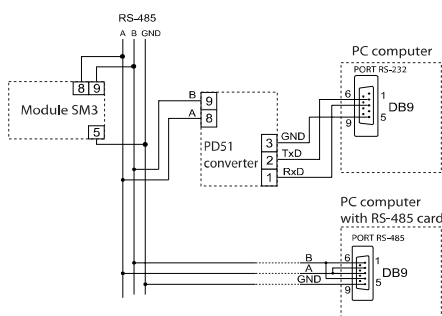 RS-485
A B GND
8 9
Module SM3
5
B 9
A 8
PD51
converter
3 GND
2 TxD
1 RxD
PC computer
PORT RS-232
6 1
DB9
9 5
PC computer
with RS-485 card
PORT RS-485
B
A
GND
6 1
DB9
9 5